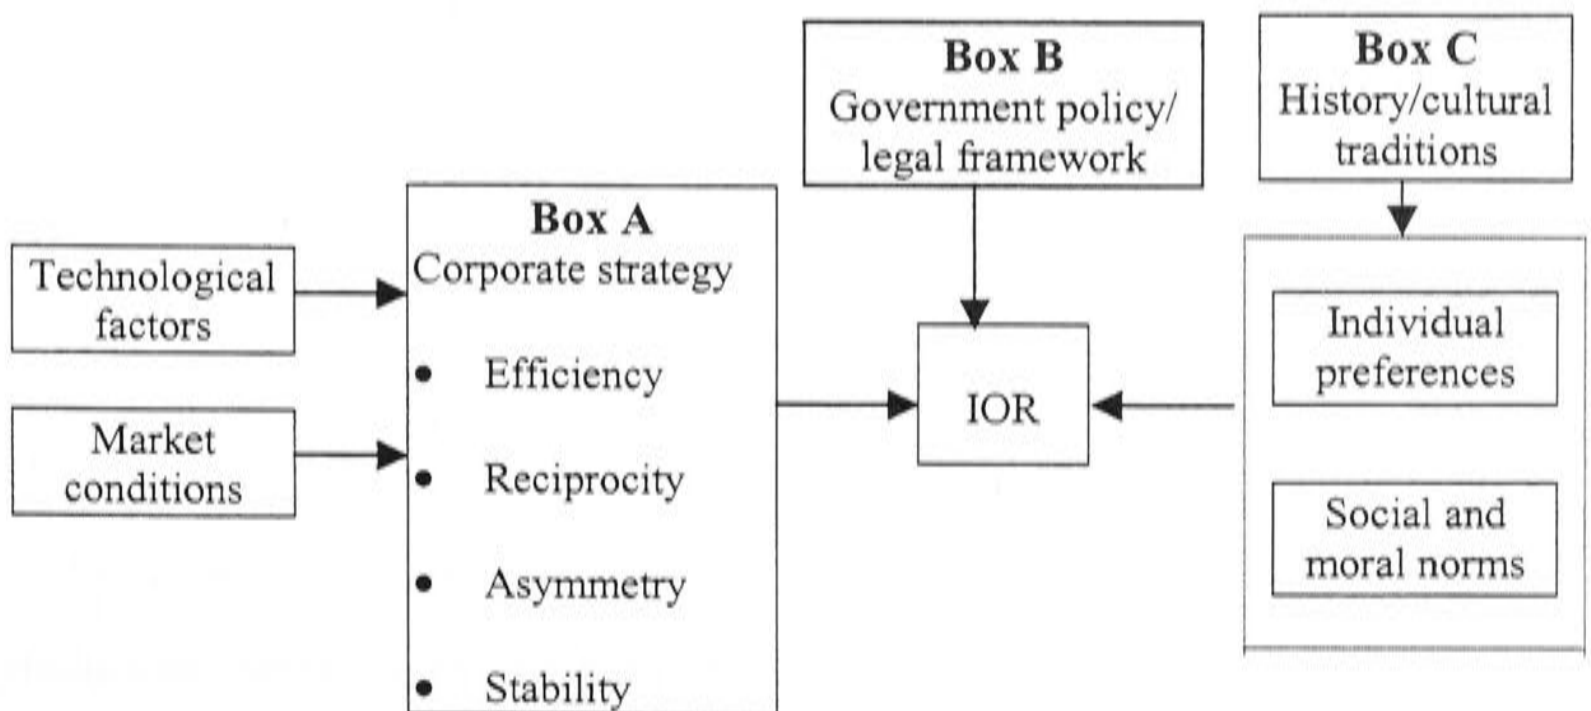 Technological
factors
Market
conditions
Box A
Corporate strategy
• Efficiency
• Reciprocity
• Asymmetry
• Stability
Box B
Government policy/
legal framework
IOR
Box C
History/cultural
traditions
Individual
preferences
Social and
moral norms